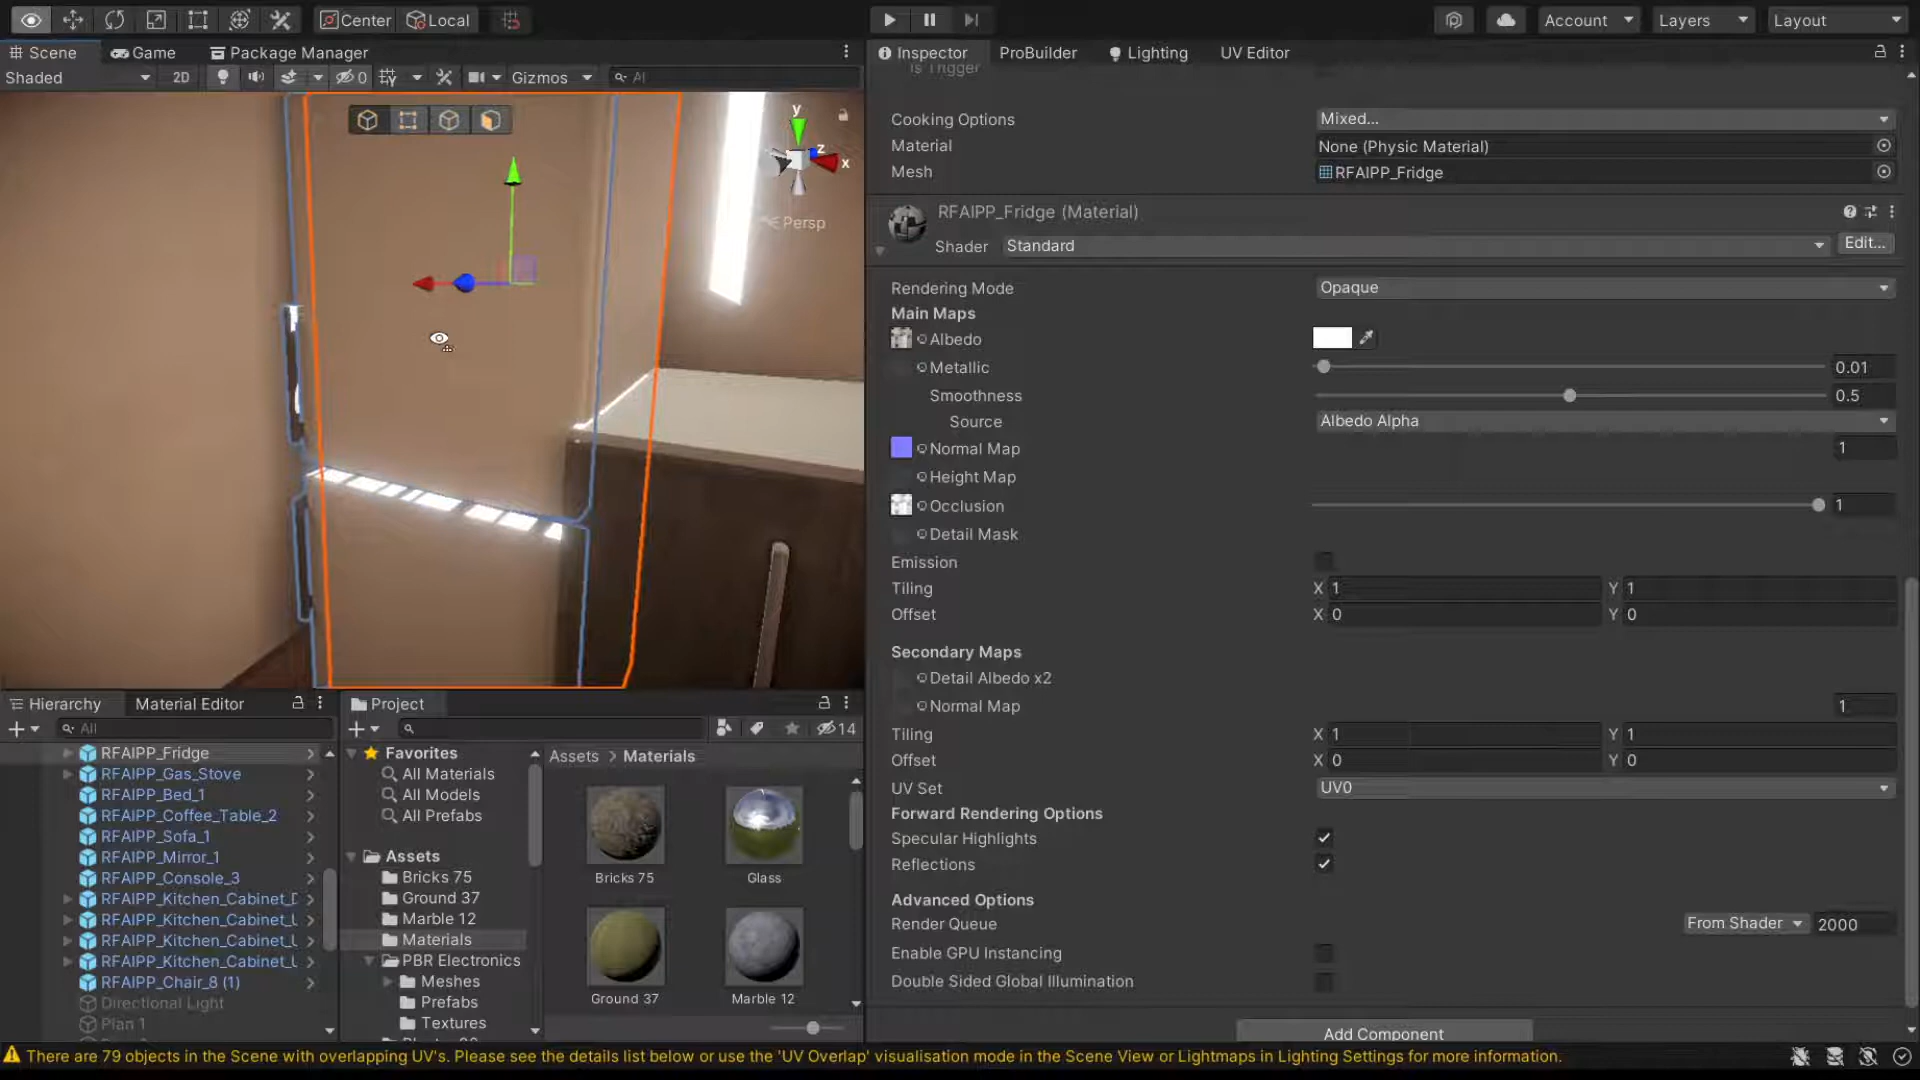 Center
Local
Account
Layers
Layout
Scene
Game
Package Manager
Inspector
ProBuilder
Lighting
UV Editor
Shaded
2D
0
Gizmos
Al
Is Trigger
Cooking Options
Mixed...
Material
None (Physic Material)
Mesh
RFAIPP_Fridge
y
z
x
Persp
RFAIPP_Fridge (Material)
Shader
Standard
Edit...
Rendering Mode
Opaque
Main Maps
Albedo
Metallic
0.01
Smoothness
0.5
Source
Albedo Alpha
Normal Map
1
Height Map
Occlusion
1
Detail Mask
Emission
Tiling
X 1
Y 1
Offset
X 0
Y 0
Secondary Maps
Detail Albedo x2
Normal Map
1
Tiling
X 1
Y 1
Offset
X 0
Y 0
UV Set
UV0
Forward Rendering Options
Specular Highlights
Reflections
Advanced Options
Render Queue
From Shader
2000
Enable GPU Instancing
Double Sided Global Illumination
Add Component
Hierarchy
Material Editor
All
RFAIPP_Fridge
RFAIPP_Gas_Stove
RFAIPP_Bed_1
RFAIPP_Coffee_Table_2
RFAIPP_Sofa_1
RFAIPP_Mirror_1
RFAIPP_Console_3
RFAIPP_Kitchen_Cabinet_D
RFAIPP_Kitchen_Cabinet_U
RFAIPP_Kitchen_Cabinet_U
RFAIPP_Kitchen_Cabinet_U
RFAIPP_Chair_8 (1)
Directional Light
Plan 1
Project
14
Favorites
All Materials
All Models
All Prefabs
Assets
Bricks 75
Ground 37
Marble 12
Materials
PBR Electronics
Meshes
Prefabs
Textures
Assets > Materials
Bricks 75
Glass
Ground 37
Marble 12
There are 79 objects in the Scene with overlapping UV's. Please see the details list below or use the 'UV Overlap' visualisation mode in the Scene View or Lightmaps in Lighting Settings for more information.